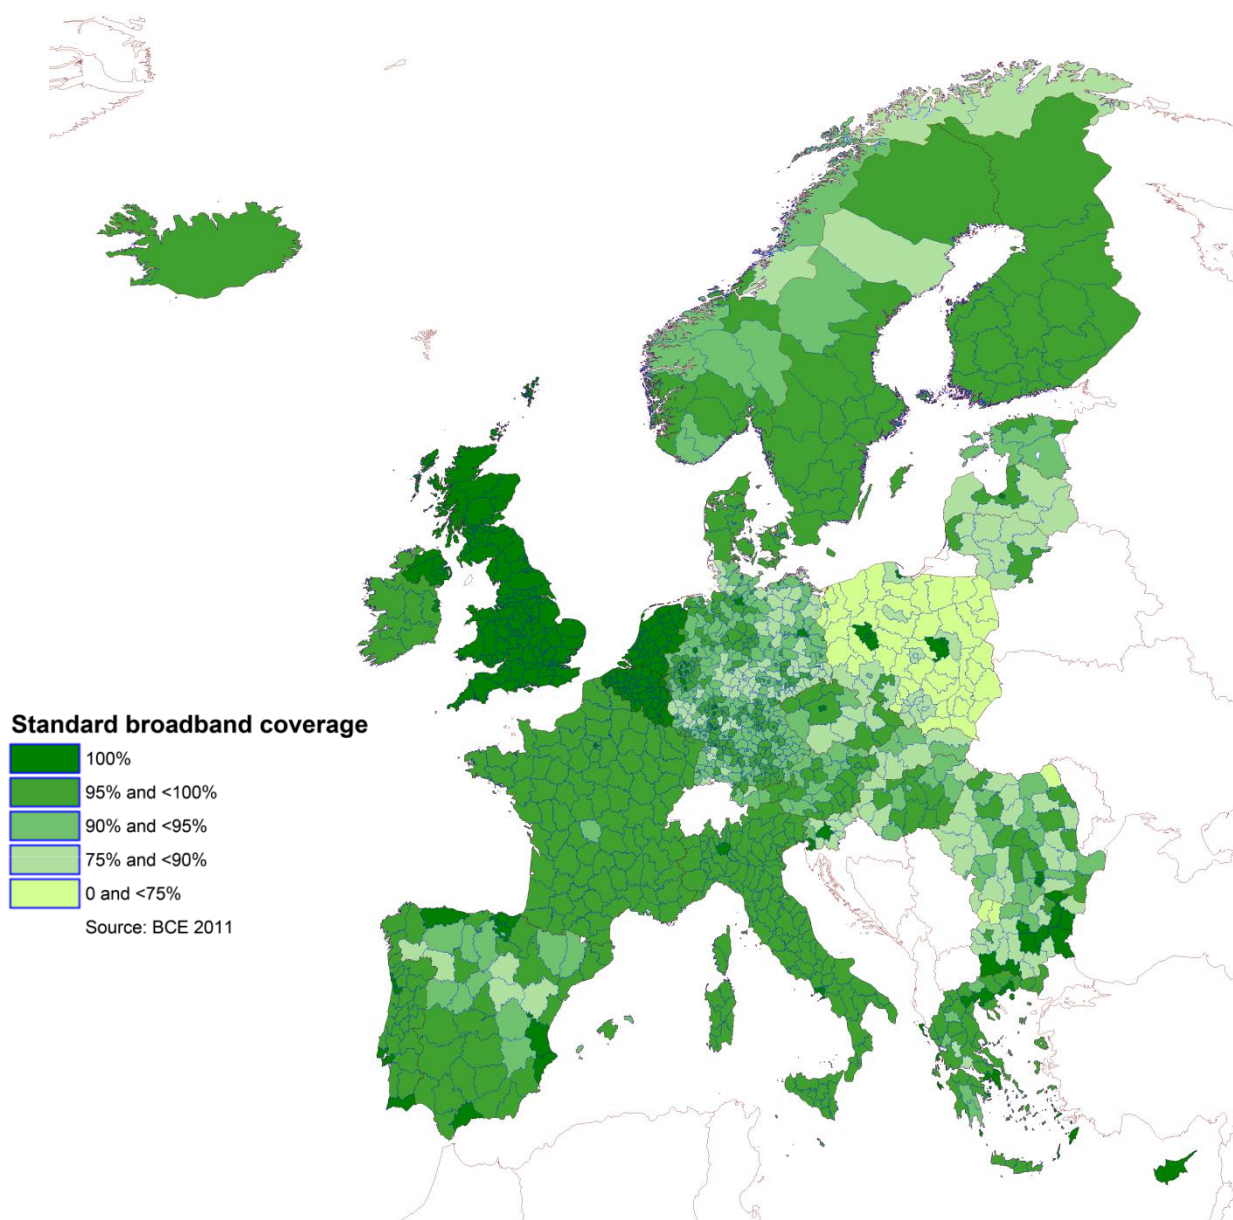 Standard broadband coverage
100%
95% and <100%
90% and <95%
75% and <90%
0 and <75%
Source: BCE 2011